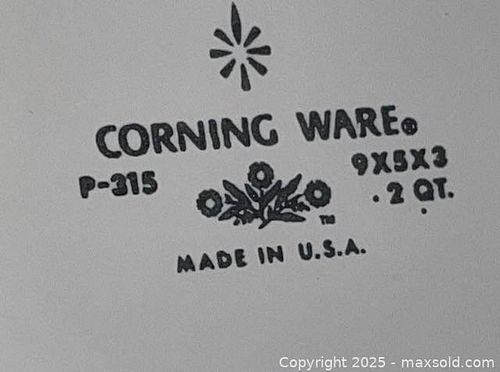 CORNING WARE®
P-315 9X5X3
. 2 QT.
TM
MADE IN U.S.A.
Copyright 2025 - maxsold.com